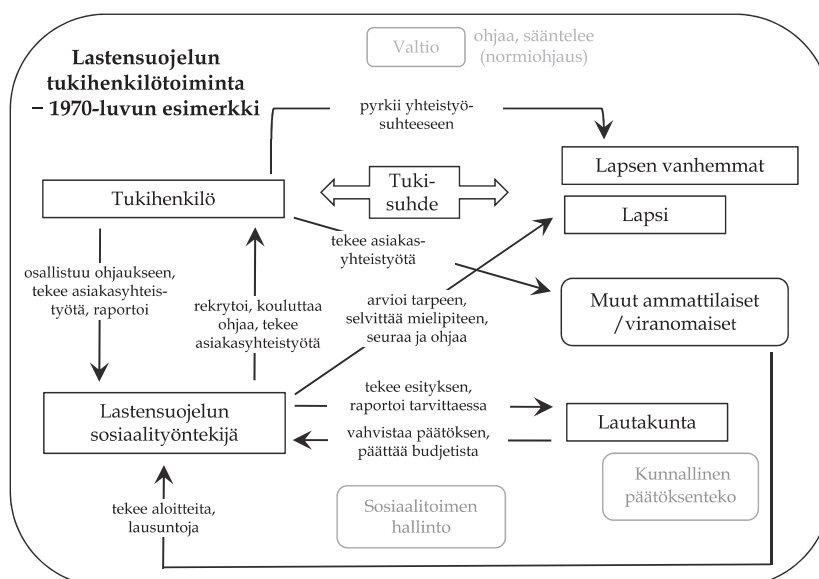 Lastensuojelun
tukihenkilötoiminta
– 1970-luvun esimerkki
Valtio
ohjaa, sääntelee
(normiohjaus)
pyrkii yhteistyö-
suhteeseen
Lapsen vanhemmat
Tukihenkilö
Tuki-
suhde
Lapsi
tekee asiakas-
yhteistyötä
osallistuu ohjaukseen,
tekee asiakasyhteis-
työtä, raportoi
rekrytoi, kouluttaa
ohjaa, tekee
asiakasyhteistyötä
arvioi tarpeen,
selvittää mielipiteen,
seuraa ja ohjaa
Muut ammattilaiset
/viranomaiset
Lastensuojelun
sosiaalityöntekijä
tekee esityksen,
raportoi tarvittaessa
Lautakunta
vahvistaa päätöksen,
päättää budjetista
Kunnallinen
päätöksenteko
tekee aloitteita,
lausuntoja
Sosiaalitoimen
hallinto